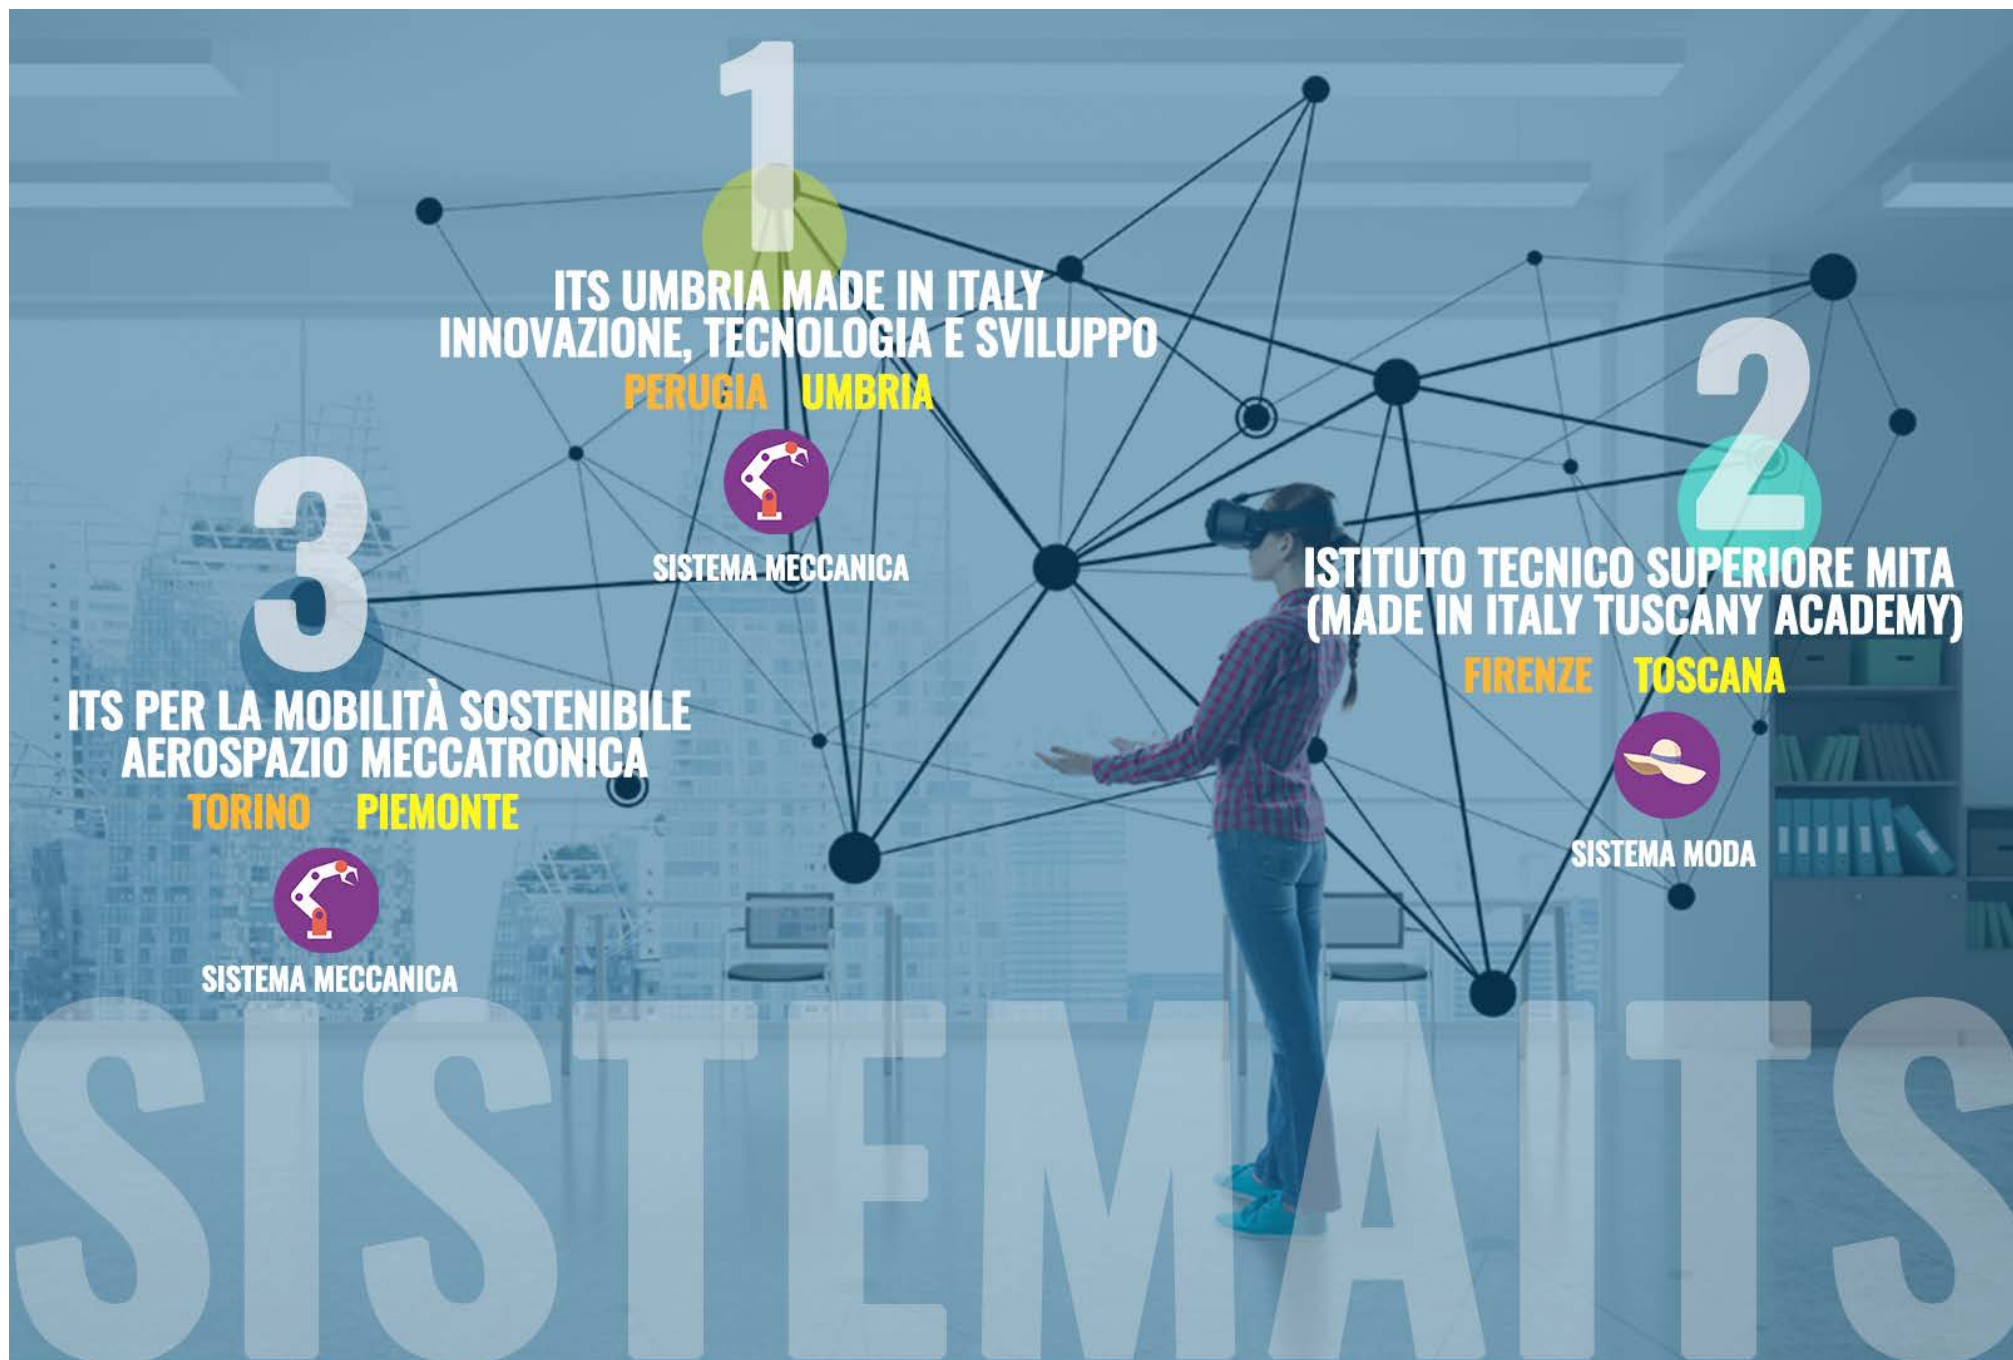 1
ITS UMBRIA MADE IN ITALY
INNOVAZIONE, TECNOLOGIA E SVILUPPO
PERUGIA UMBRIA
SISTEMA MECCANICA
2
ISTITUTO TECNICO SUPERIORE MITA
(MADE IN ITALY TUSCANY ACADEMY)
FIRENZE TOSCANA
SISTEMA MODA
3
ITS PER LA MOBILITÀ SOSTENIBILE
AEROSPAZIO MECCATRONICA
TORINO PIEMONTE
SISTEMA MECCANICA
SISTEMAITS